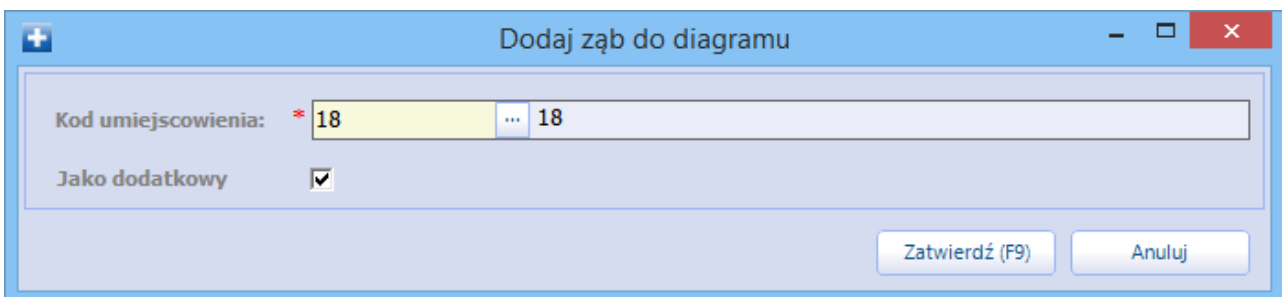 Dodaj ząb do diagramu
Kod umiejscowienia: * 18 ... 18
Jako dodatkowy
Zatwierdź (F9) Anuluj